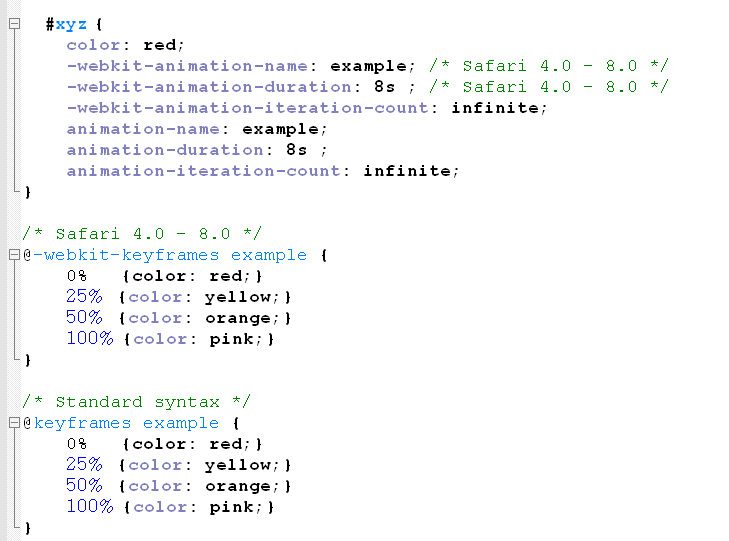 #xyz {
color: red;
-webkit-animation-name: example; /* Safari 4.0 - 8.0 */
-webkit-animation-duration: 8s ; /* Safari 4.0 - 8.0 */
-webkit-animation-iteration-count: infinite;
animation-name: example;
animation-duration: 8s ;
animation-iteration-count: infinite;
}
/* Safari 4.0 - 8.0 */
@-webkit-keyframes example {
0%   {color: red;}
25%  {color: yellow;}
50%  {color: orange;}
100% {color: pink;}
}
/* Standard syntax */
@keyframes example {
0%   {color: red;}
25%  {color: yellow;}
50%  {color: orange;}
100% {color: pink;}
}